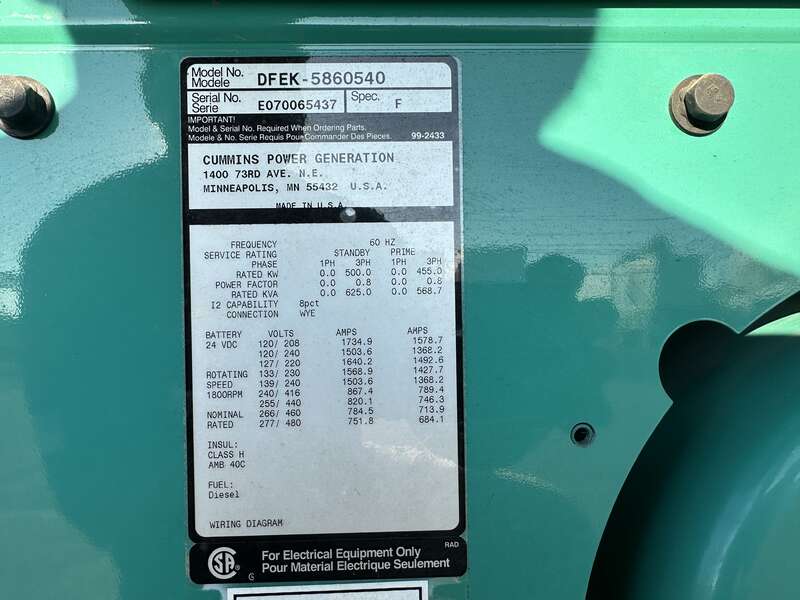 Model No. DFEK-5860540
Modele
Serial No. E070065437 Spec. F
Serie
IMPORTANT!
Model & Serial No. Required When Ordering Parts.
Modele & No. Serie Requis Pour Commander Des Pieces. 99-2433
CUMMINS POWER GENERATION
1400 73RD AVE. N.E.
MINNEAPOLIS, MN 55432 U.S.A.
MADE IN U.S.A.
FREQUENCY 60 HZ
SERVICE RATING STANDBY PRIME
PHASE 1PH 3PH 1PH 3PH
RATED KW 0.0 500.0 0.0 455.0
POWER FACTOR 0.0 0.8 0.0 0.8
RATED KVA 0.0 625.0 0.0 568.7
I2 CAPABILITY 8pct
CONNECTION WYE
BATTERY VOLTS AMPS AMPS
24 VDC 120/ 208 1734.9 1578.7
120/ 240 1503.6 1368.2
127/ 220 1640.2 1492.6
ROTATING 133/ 230 1568.9 1427.7
SPEED 139/ 240 1503.6 1368.2
1800RPM 240/ 416 867.4 789.4
255/ 440 820.1 746.3
NOMINAL 266/ 460 784.5 713.9
RATED 277/ 480 751.8 684.1
INSUL:
CLASS H
AMB 40C
FUEL:
Diesel
WIRING DIAGRAM
RAD
SA For Electrical Equipment Only
G Pour Material Electrique Seulement